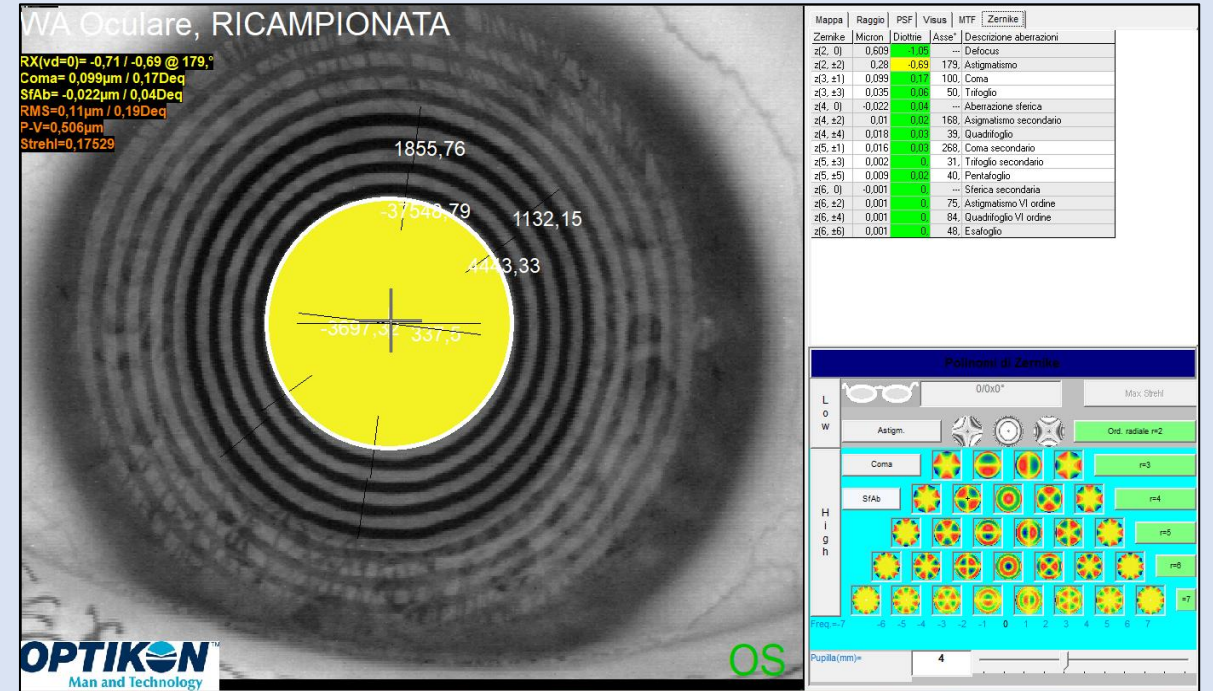 WA Oculare, RICAMPIONATA
RX(vd=0)= -0,71 / -0,69 @ 179,°
Coma= 0,099µm / 0,17Deq
SfAb= -0,022µm / 0,04Deq
RMS=0,11µm / 0,19Deq
P-V=0,506µm
Strehl=0,17529
1855,76
-37548,79
1132,15
4443,33
-3697,32 337,5
OPTIKON™
Man and Technology
OS
Mappa Raggio PSF Visus MTF Zernike
Zernike Micron Diottrie Asse° Descrizione aberrazioni
z(2, 0) 0,609 -1,05 --- Defocus
z(2, ±2) 0,28 -0,69 179, Astigmatismo
z(3, ±1) 0,099 0,17 100, Coma
z(3, ±3) 0,035 0,06 50, Trifoglio
z(4, 0) -0,022 0,04 --- Aberrazione sferica
z(4, ±2) 0,01 0,02 168, Asigmatismo secondario
z(4, ±4) 0,018 0,03 39, Quadrifoglio
z(5, ±1) 0,016 0,03 268, Coma secondario
z(5, ±3) 0,002 0, 31, Trifoglio secondario
z(5, ±5) 0,009 0,02 40, Pentafoglio
z(6, 0) -0,001 0, --- Sferica secondaria
z(6, ±2) 0,001 0, 75, Astigmatismo VI ordine
z(6, ±4) 0,001 0, 84, Quadrifoglio VI ordine
z(6, ±6) 0,001 0, 48, Esafoglio
Polinomi di Zernike
Low
0/0x0°
Max Strehl
Astigm.
Ord. radiale r=2
High
Coma
r=3
SfAb
r=4
r=5
r=6
=7
Freq.=-7 -6 -5 -4 -3 -2 -1 0 1 2 3 4 5 6 7
Pupilla(mm)= 4